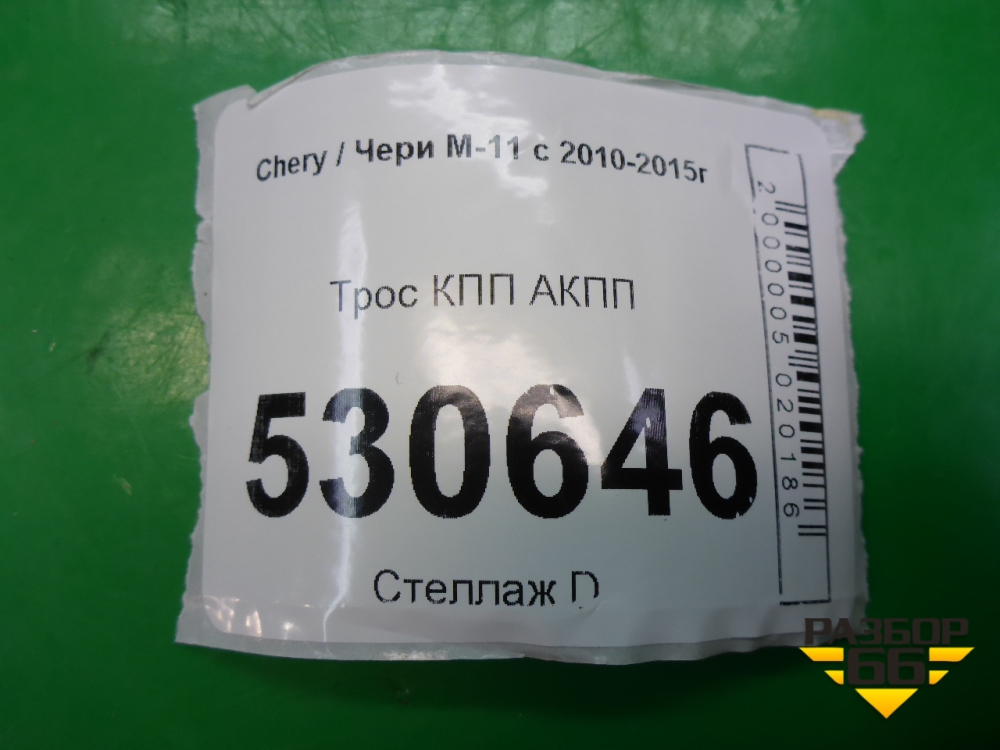 Chery / Чери М-11 с 2010-2015г
Трос КПП АКПП
530646
Стеллаж D
2000005020186
РАЗБОР
66